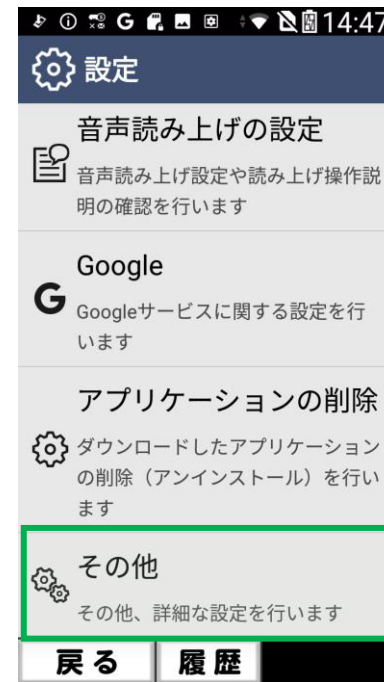 14:47
設定
音声読み上げの設定
音声読み上げ設定や読み上げ操作説
明の確認を行います
Google
Googleサービスに関する設定を行
います
アプリケーションの削除
ダウンロードしたアプリケーション
の削除（アンインストール）を行い
ます
その他
その他、詳細な設定を行います
戻る 履歴